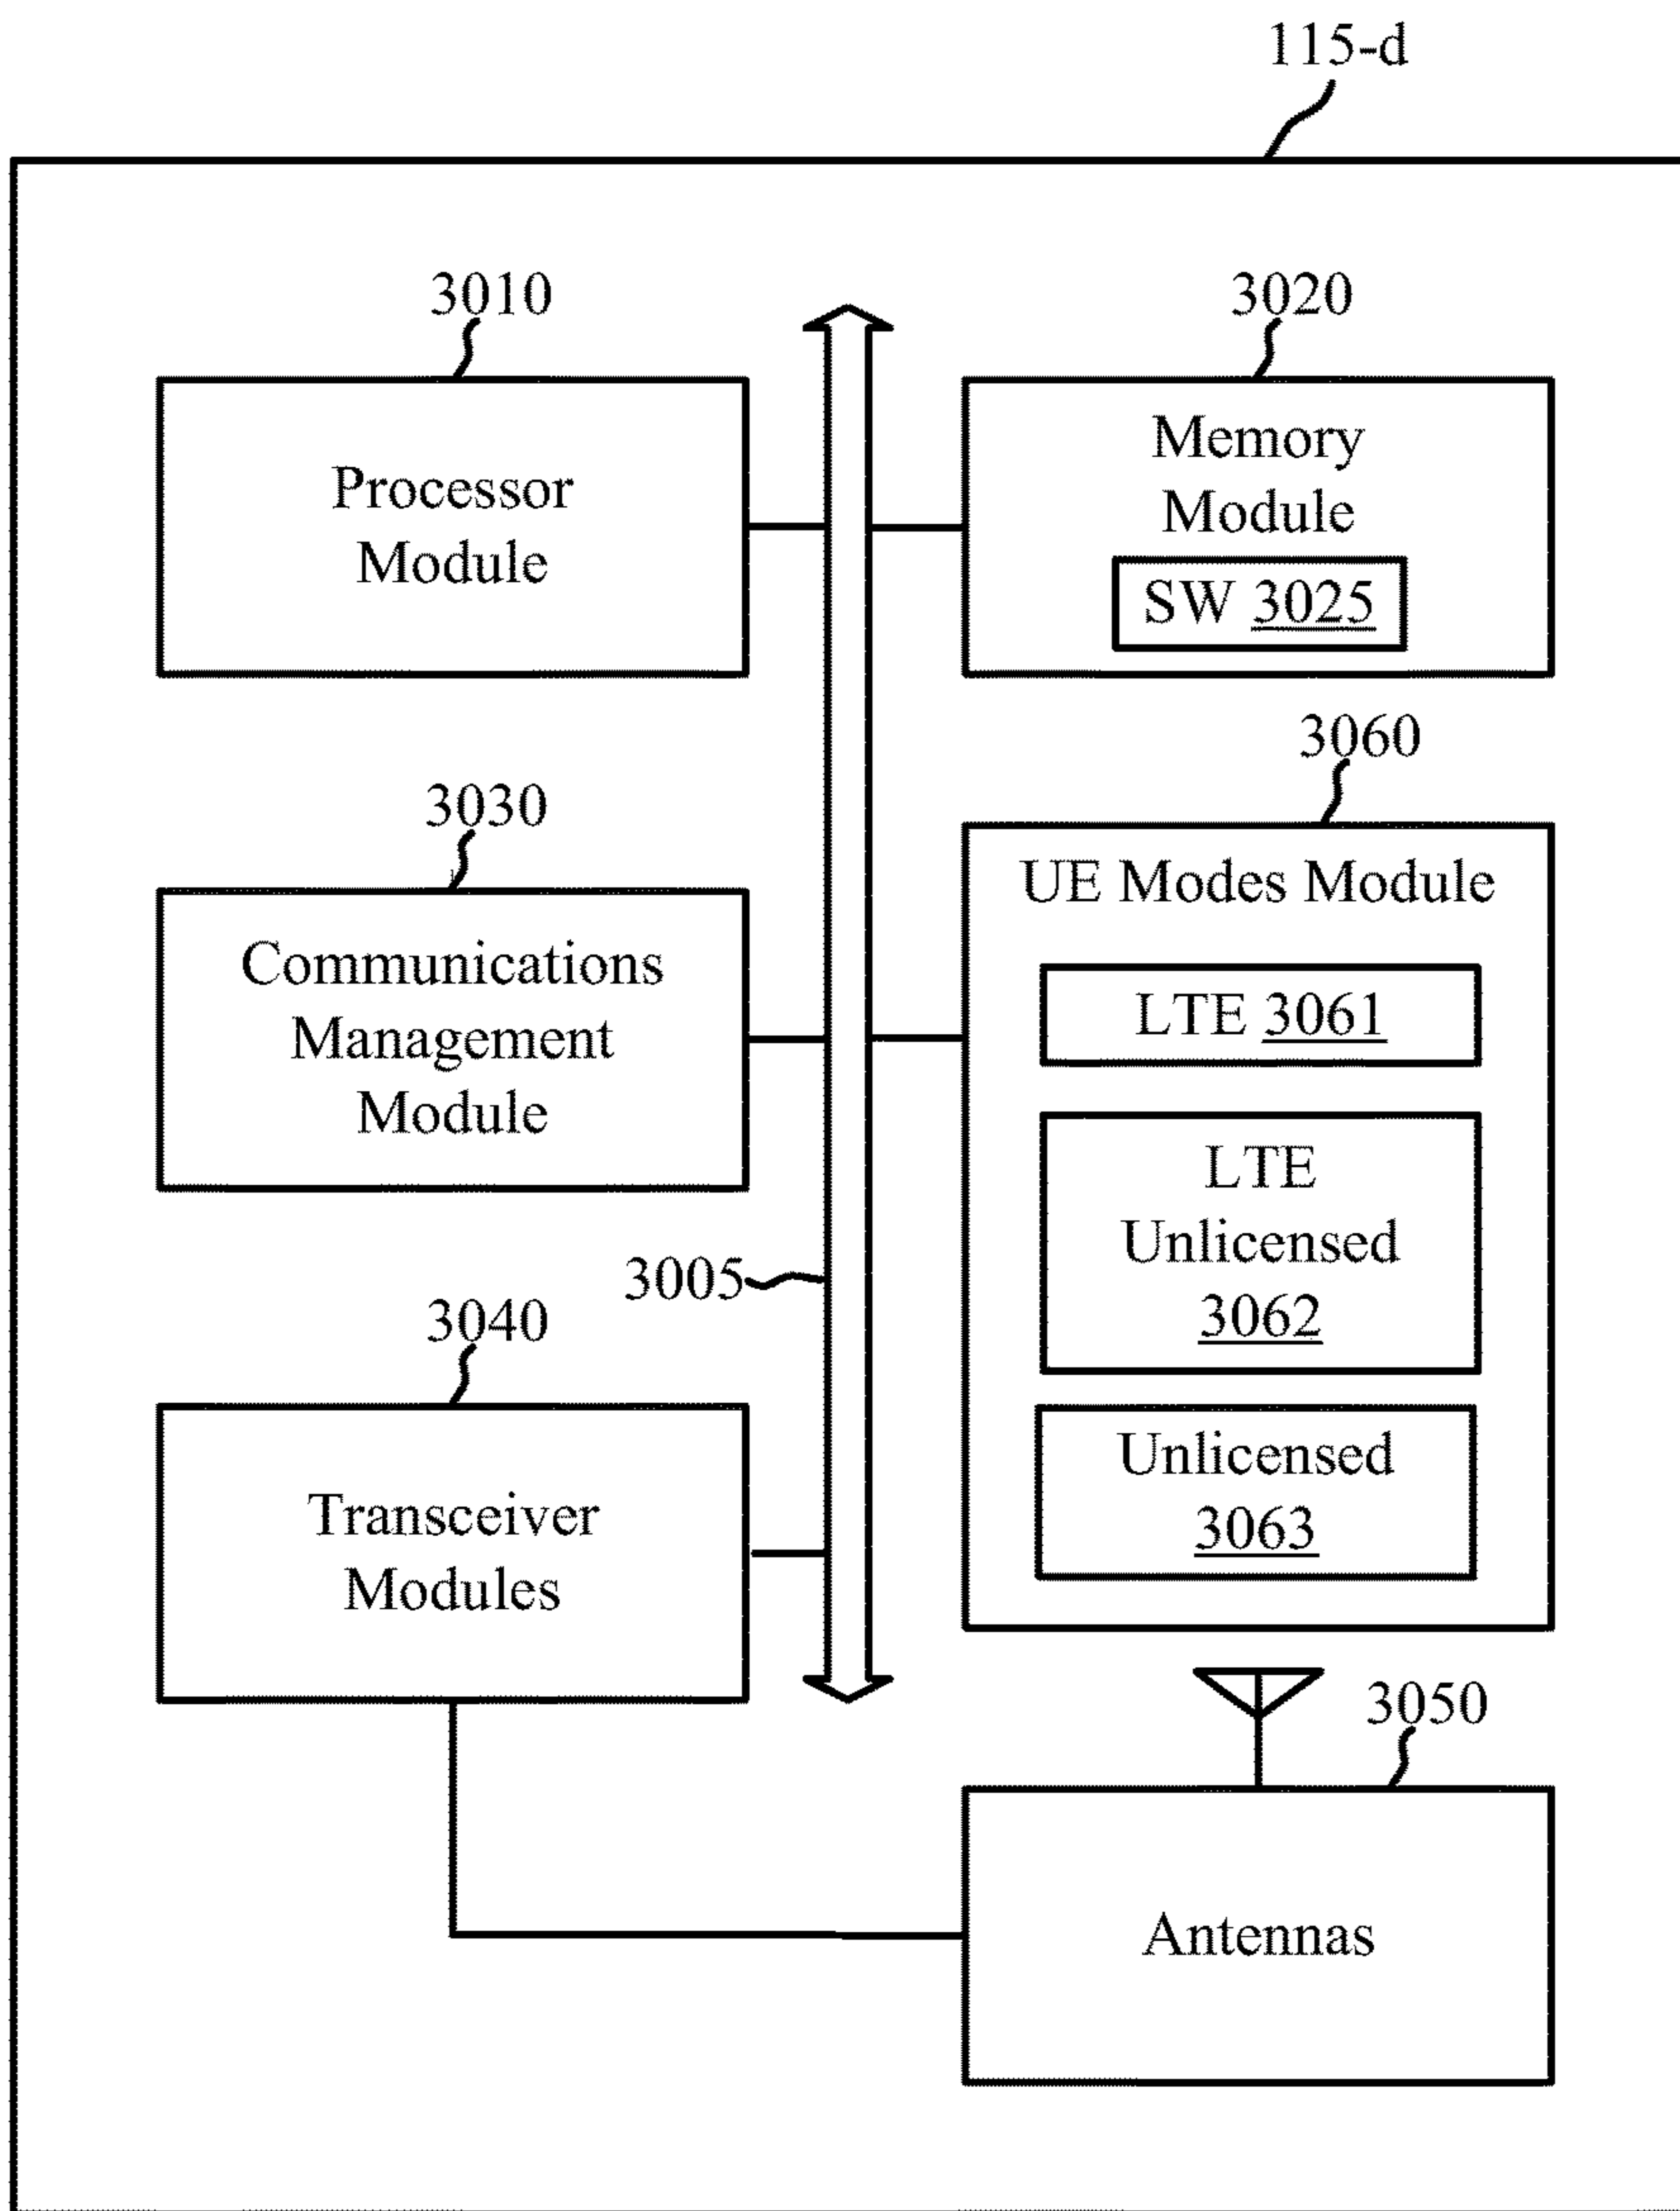 115-d
3010
3020
Processor
Module
Memory
Module
SW 3025
3030
3060
Communications
Management
Module
UE Modes Module
LTE 3061
LTE
Unlicensed
3062
3005
3040
Transceiver
Modules
Unlicensed
3063
3050
Antennas